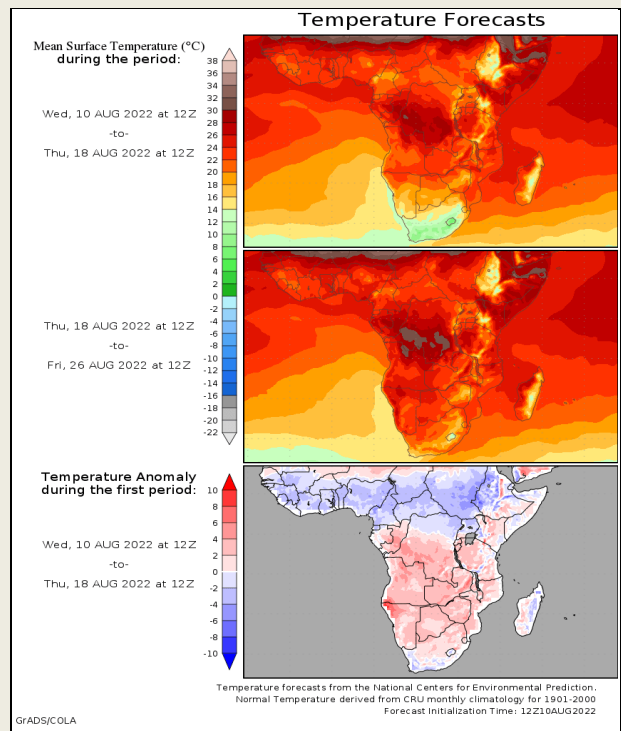 Temperature Forecasts
Mean Surface Temperature (°C)
during the period:
Wed, 10 AUG 2022 at 12Z
-to-
Thu, 18 AUG 2022 at 12Z
38
36
34
32
30
28
26
24
22
20
18
16
14
12
10
8
6
4
2
0
-2
-4
-6
-8
-10
-12
-14
-16
-18
-20
-22
Thu, 18 AUG 2022 at 12Z
-to-
Fri, 26 AUG 2022 at 12Z
Temperature Anomaly
during the first period:
Wed, 10 AUG 2022 at 12Z
-to-
Thu, 18 AUG 2022 at 12Z
10
8
6
4
2
0
-2
-4
-6
-8
-10
Temperature forecasts from the National Centers for Environmental Prediction.
Normal Temperature derived from CRU monthly climatology for 1901-2000
Forecast Initialization Time: 12Z10AUG2022
GrADS/COLA